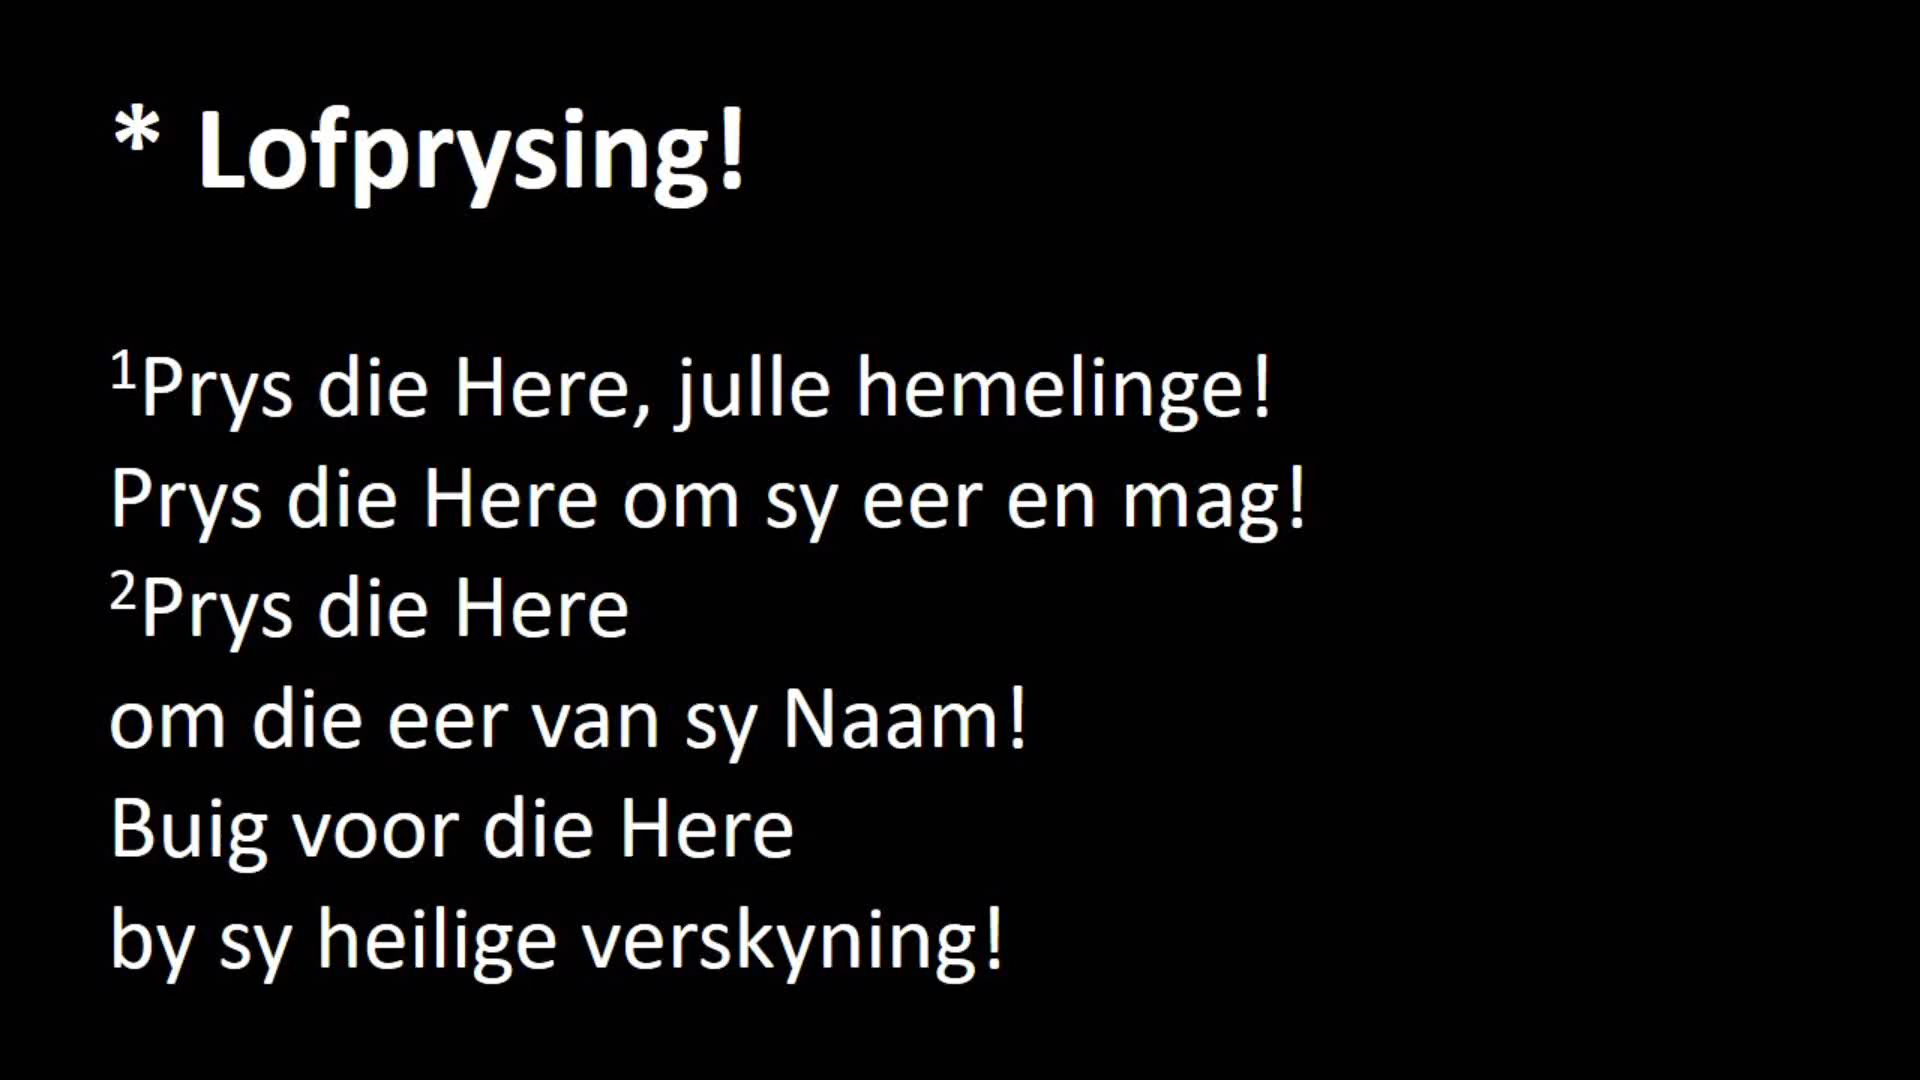 * Lofprysing!
¹Prys die Here, julle hemelinge!
Prys die Here om sy eer en mag!
²Prys die Here
om die eer van sy Naam!
Buig voor die Here
by sy heilige verskyning!